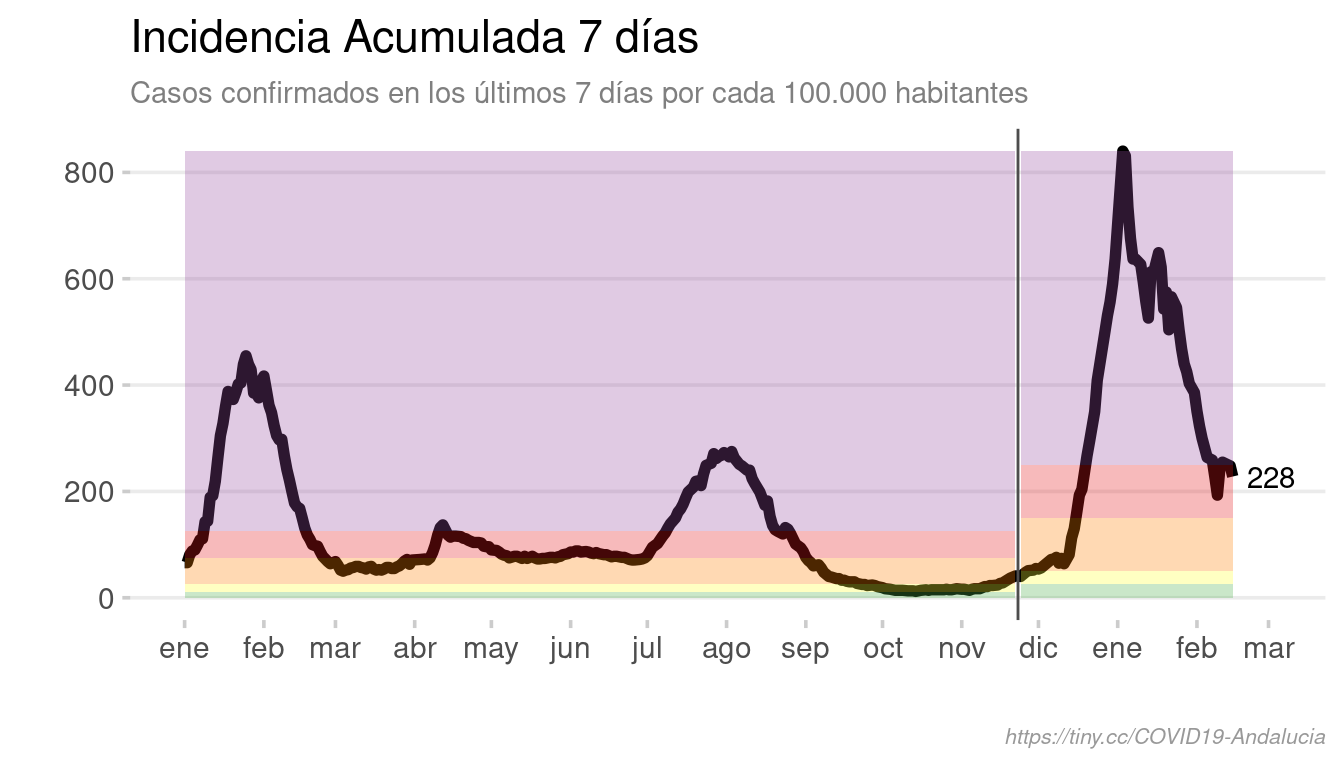 Incidencia Acumulada 7 días
Casos confirmados en los últimos 7 días por cada 100.000 habitantes
800
600
400
200
0
228
ene feb mar abr may jun jul ago sep oct nov dic ene feb mar
https://tiny.cc/COVID19-Andalucia